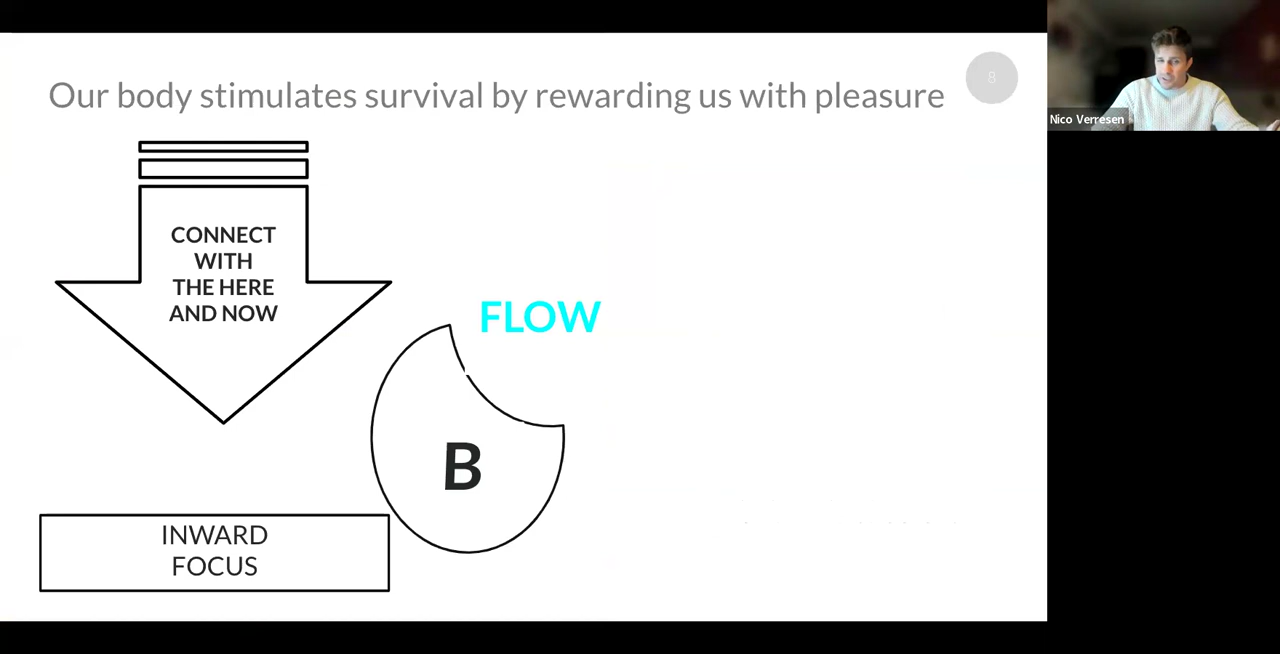 Our body stimulates survival by rewarding us with pleasure
8
Nico Verresen
CONNECT
WITH
THE HERE
AND NOW
FLOW
B
INWARD
FOCUS